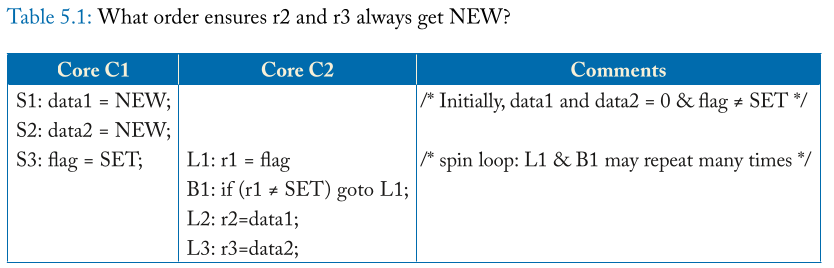 Table 5.1: What order ensures r2 and r3 always get NEW?
Core C1 Core C2 Comments
S1: data1 = NEW; /* Initially, data1 and data2 = 0 & flag ≠ SET */
S2: data2 = NEW;
S3: flag = SET; L1: r1 = flag /* spin loop: L1 & B1 may repeat many times */
B1: if (r1 ≠ SET) goto L1;
L2: r2=data1;
L3: r3=data2;